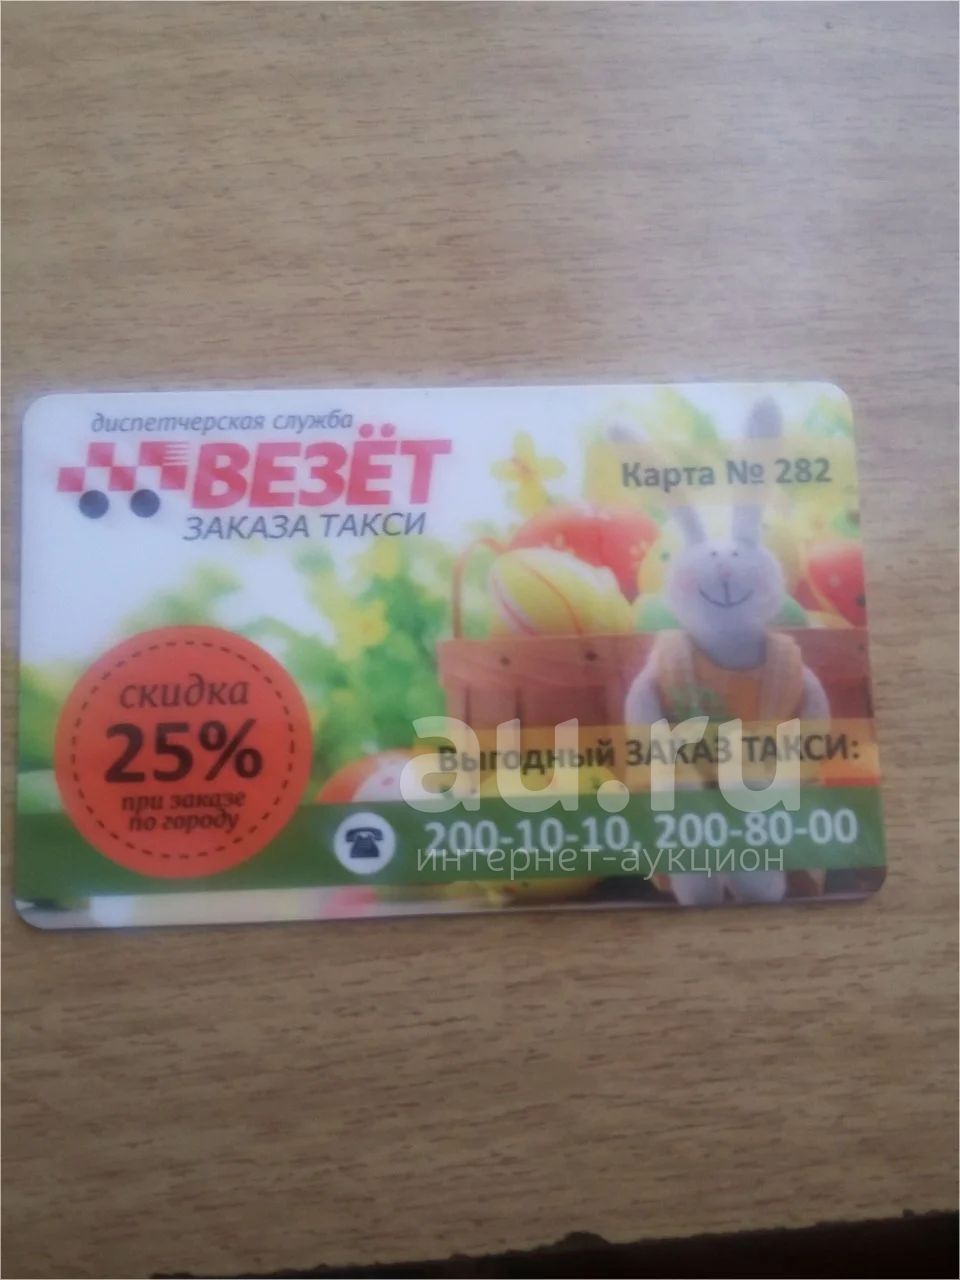 диспетчерская служба
ВЕЗЁТ
ЗАКАЗА ТАКСИ
Карта № 282
скидка
25%
при заказе
по городу
Выгодный ЗАКАЗ ТАКСИ:
200-10-10, 200-80-00
au.ru
интернет-аукцион